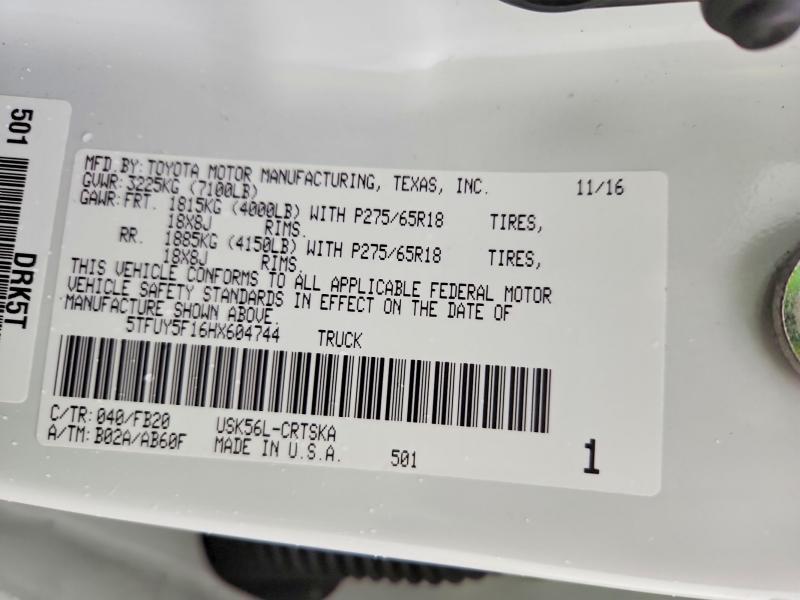 501
DRK5T
MFD.BY: TOYOTA MOTOR MANUFACTURING, TEXAS, INC. 11/16
GVWR: 3225KG (7100LB)
GAWR: FRT. 1815KG (4000LB) WITH P275/65R18 TIRES,
18X8J RIMS.
RR. 1885KG (4150LB) WITH P275/65R18 TIRES,
18X8J RIMS.
THIS VEHICLE CONFORMS TO ALL APPLICABLE FEDERAL MOTOR
VEHICLE SAFETY STANDARDS IN EFFECT ON THE DATE OF
MANUFACTURE SHOWN ABOVE.
5TFUY5F16HX604744 TRUCK
C/TR: 040/FB20 USK56L-CRTSKA
A/TM: B02A/AB60F MADE IN U.S.A. 501 1